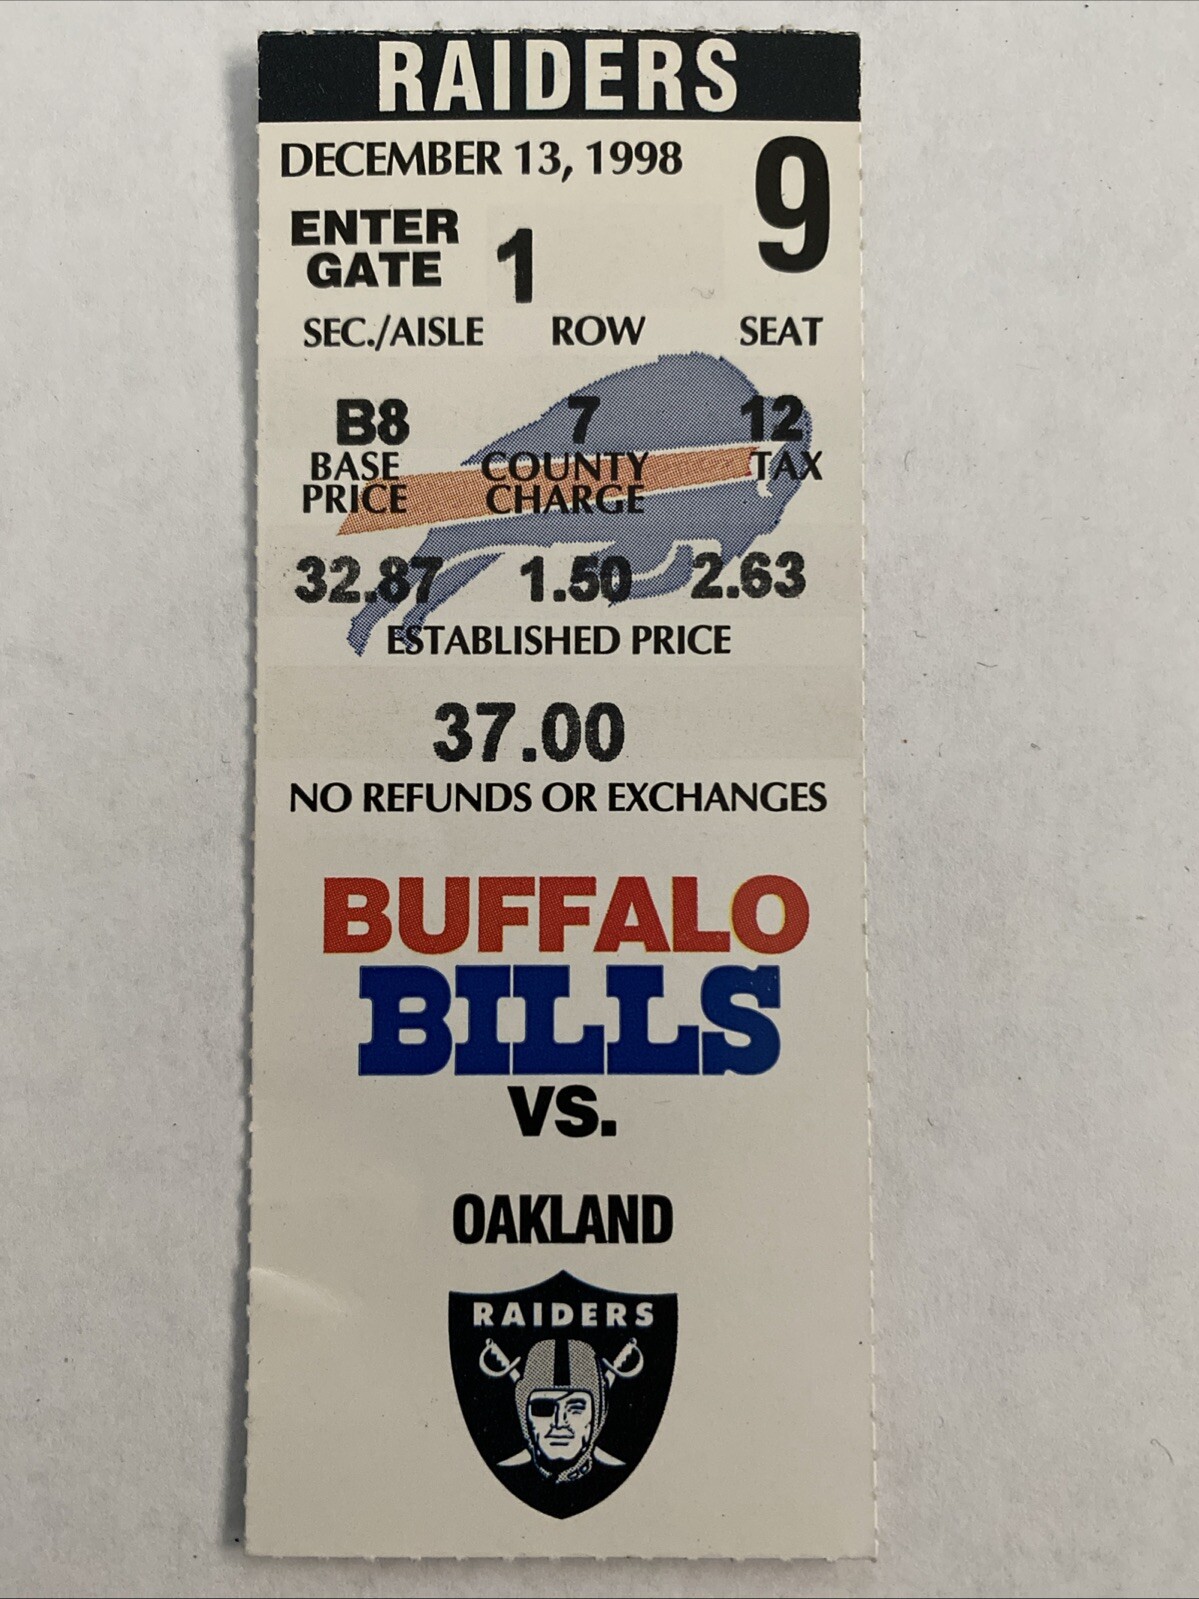 RAIDERS
DECEMBER 13, 1998
9
ENTER
GATE 1
SEC./AISLE ROW SEAT
B8 7 12
BASE COUNTY TAX
PRICE CHARGE
32.87 1.50 2.63
ESTABLISHED PRICE
37.00
NO REFUNDS OR EXCHANGES
BUFFALO
BILLS
VS.
OAKLAND
RAIDERS